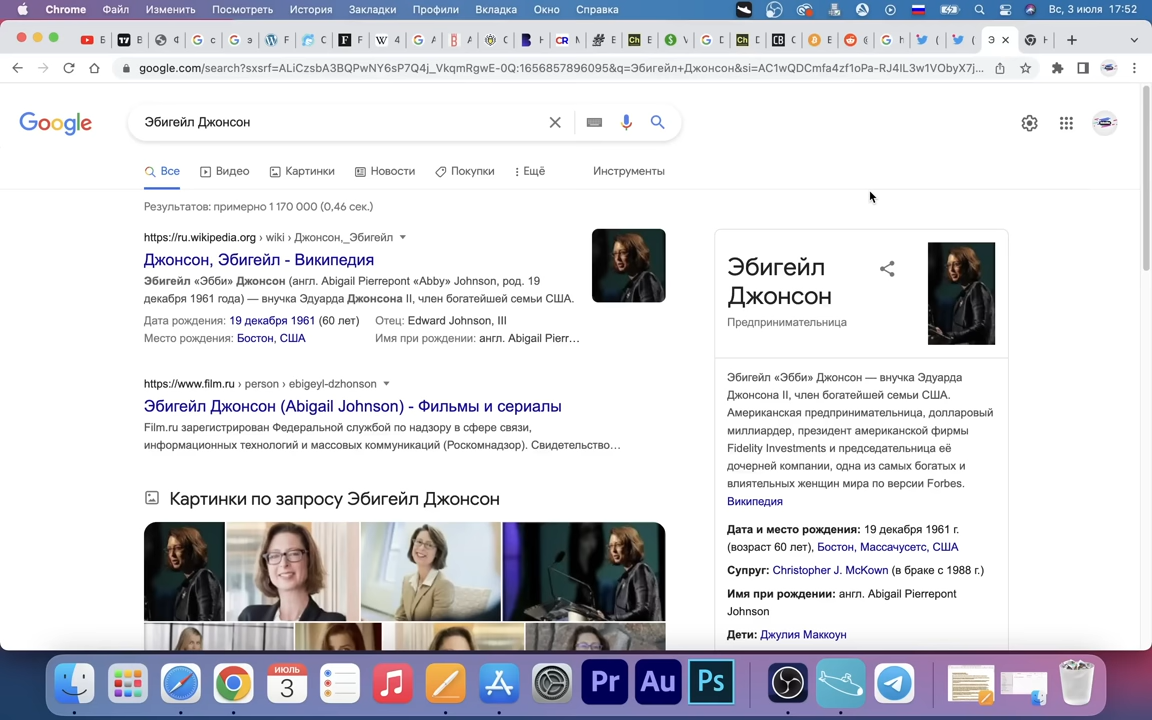 Chrome Файл Изменить Посмотреть История Закладки Профили Вкладка Окно Справка Вс, 3 июля 17:52
google.com/search?sxsrf=ALiCzsbA3BQPwNY6sP7Q4j_VkqmRgwE-0Q:1656857896095&q=Эбигейл+Джонсон&si=AC1wQDCmfa4zf1oPa-RJ4IL3w1VObyX7j...
Google
Эбигейл Джонсон
Все Видео Картинки Новости Покупки Ещё Инструменты
Результатов: примерно 1 170 000 (0,46 сек.)
https://ru.wikipedia.org › wiki › Джонсон,_Эбигейл
Джонсон, Эбигейл - Википедия
Эбигейл «Эбби» Джонсон (англ. Abigail Pierrepont «Abby» Johnson, род. 19
декабря 1961 года) — внучка Эдуарда Джонсона II, член богатейшей семьи США.
Дата рождения: 19 декабря 1961 (60 лет) Отец: Edward Johnson, III
Место рождения: Бостон, США Имя при рождении: англ. Abigail Pierr...
https://www.film.ru › person › ebigeyl-dzhonson
Эбигейл Джонсон (Abigail Johnson) - Фильмы и сериалы
Film.ru зарегистрирован Федеральной службой по надзору в сфере связи,
информационных технологий и массовых коммуникаций (Роскомнадзор). Свидетельство...
Картинки по запросу Эбигейл Джонсон
Эбигейл
Джонсон
Предпринимательница
Эбигейл «Эбби» Джонсон — внучка Эдуарда
Джонсона II, член богатейшей семьи США.
Американская предпринимательница, долларовый
миллиардер, президент американской фирмы
Fidelity Investments и председательница её
дочерней компании, одна из самых богатых и
влиятельных женщин мира по версии Forbes.
Википедия
Дата и место рождения: 19 декабря 1961 г.
(возраст 60 лет), Бостон, Массачусетс, США
Супруг: Christopher J. McKown (в браке с 1988 г.)
Имя при рождении: англ. Abigail Pierrepont
Johnson
Дети: Джулия Маккоун
ИЮЛЬ
3
Pr Au Ps